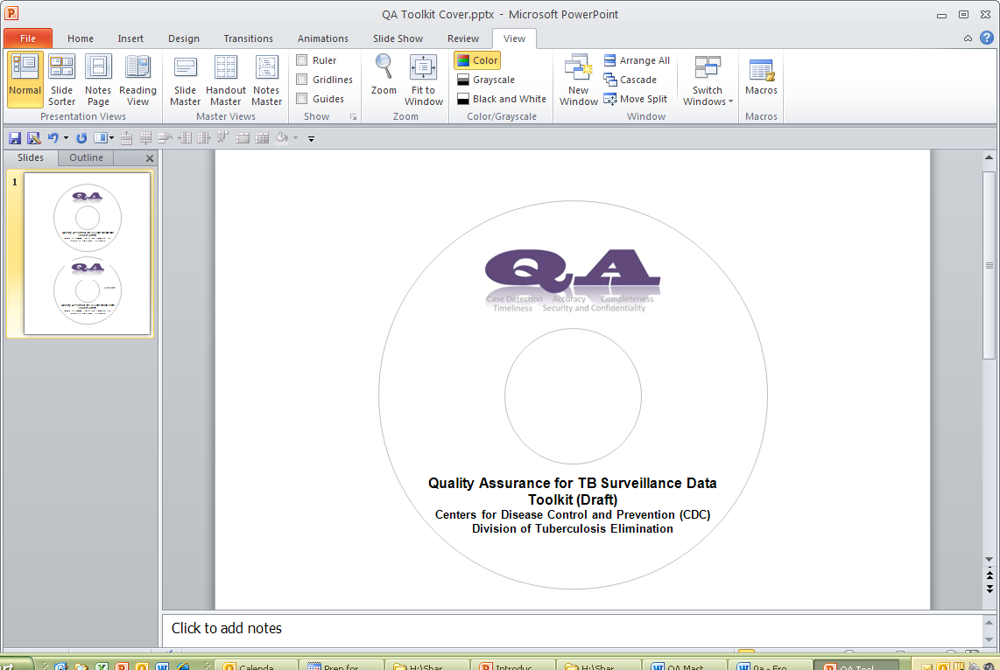 QA Toolkit Cover.pptx - Microsoft PowerPoint
File Home Insert Design Transitions Animations Slide Show Review View
Normal Slide Sorter Notes Page Reading View
Presentation Views
Slide Master Handout Master Notes Master
Master Views
Ruler
Gridlines
Guides
Show
Zoom Fit to Window
Zoom
Color
Grayscale
Black and White
Color/Grayscale
New Window
Arrange All
Cascade
Move Split
Switch Windows
Window
Macros
Macros
Slides Outline
1
QA
QA
QA
Case Detection Accuracy Completeness
Timeliness Security and Confidentiality
Quality Assurance for TB Surveillance Data
Toolkit (Draft)
Centers for Disease Control and Prevention (CDC)
Division of Tuberculosis Elimination
Click to add notes
Calenda Prep for H:\Shar Introduc H:\Shar QA Mast QA Tool